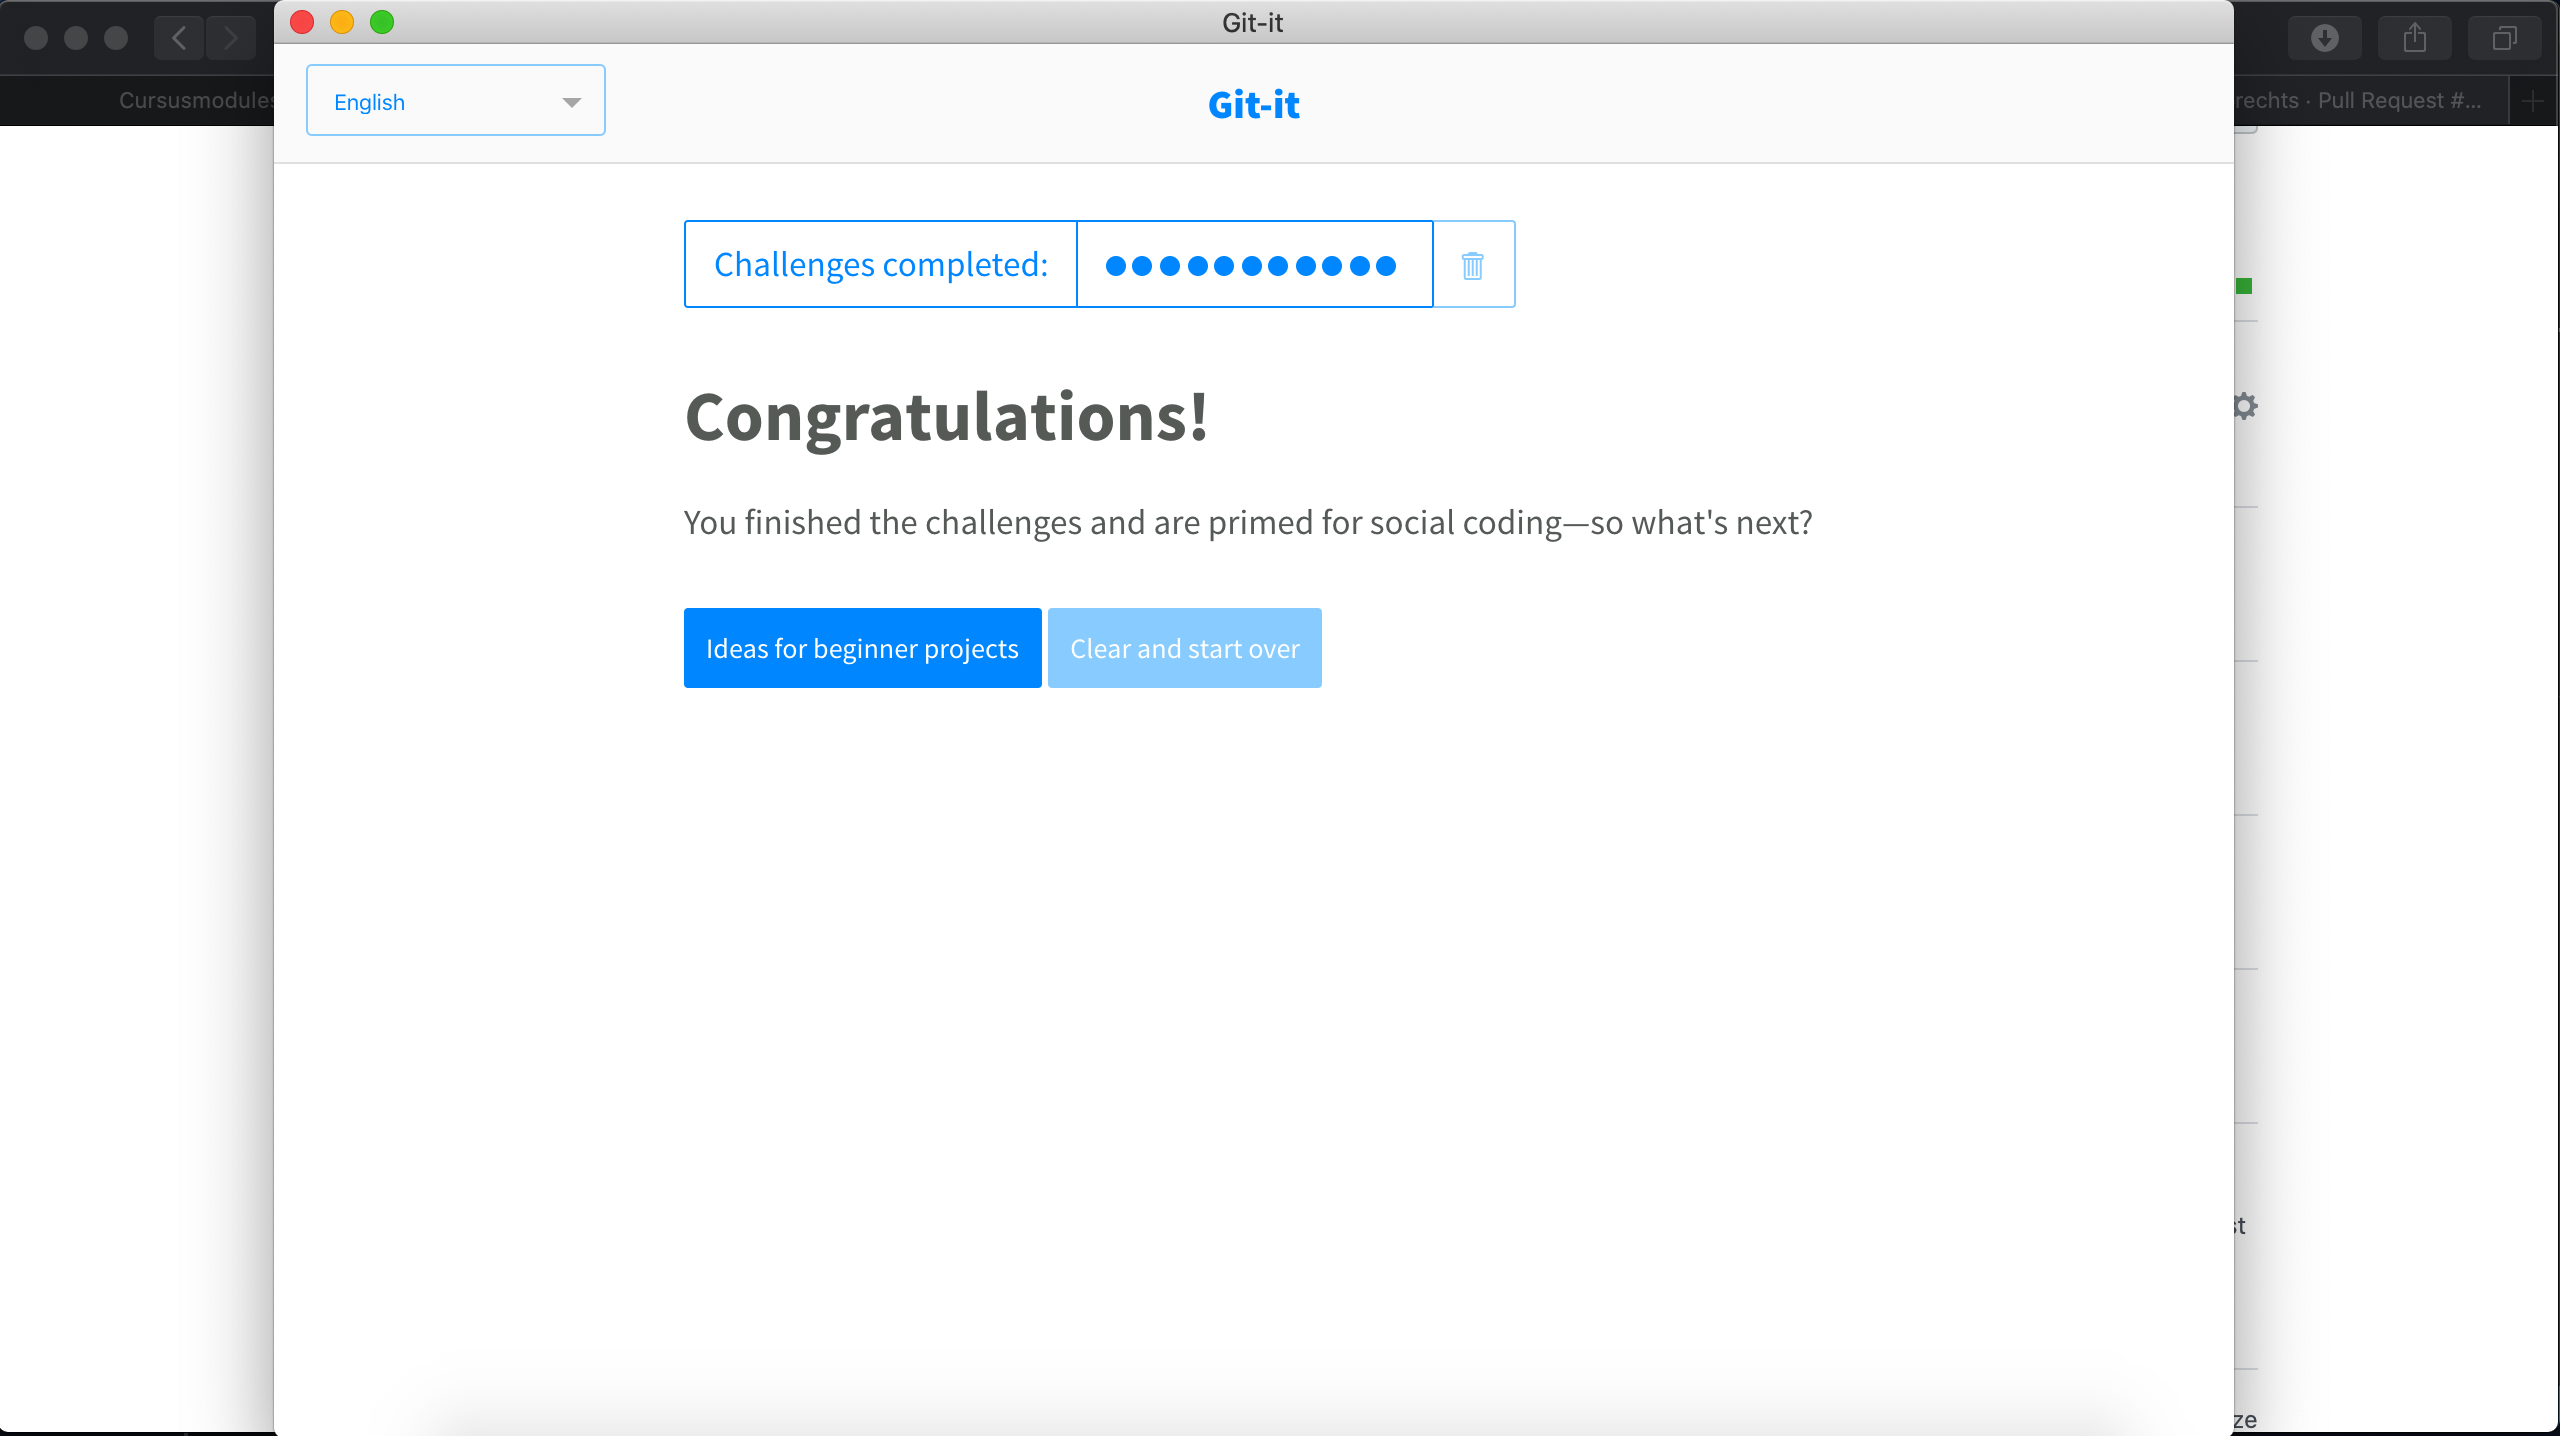 Git-it
Cursusmodules
rechts · Pull Request #...
English
Git-it
Challenges completed:
Congratulations!
You finished the challenges and are primed for social coding—so what's next?
Ideas for beginner projects
Clear and start over
st
ze